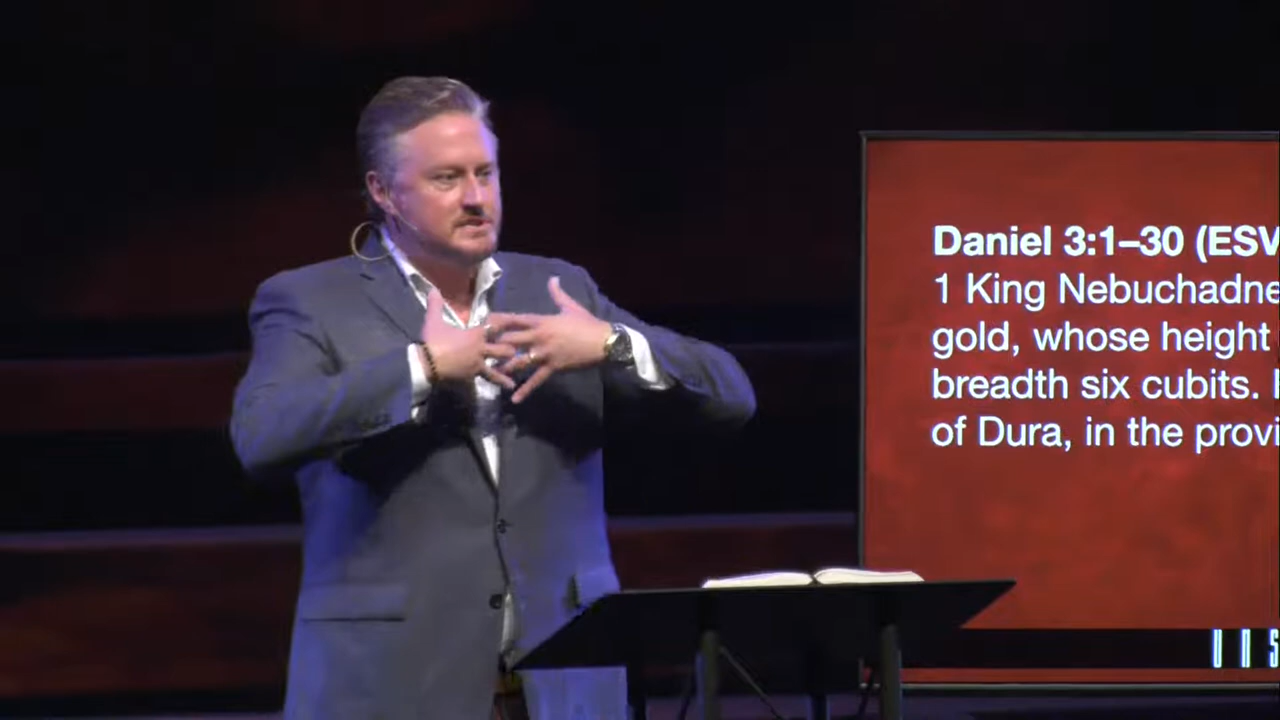 Daniel 3:1–30 (ESV
1 King Nebuchadne
gold, whose height
breadth six cubits.
of Dura, in the provi